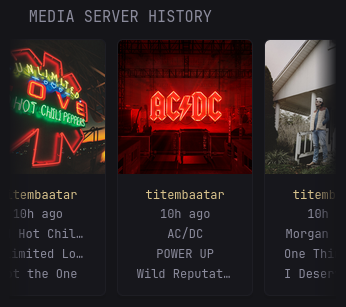 MEDIA SERVER HISTORY
UNLIMITED
LOVE
HOT CHILI PEPPERS
AC/DC
titembaatar
10h ago
Hot Chil…
imited Lo…
t the One
titembaatar
10h ago
AC/DC
POWER UP
Wild Reputat…
titemb
10h
Morgan
One Thi
I Deser